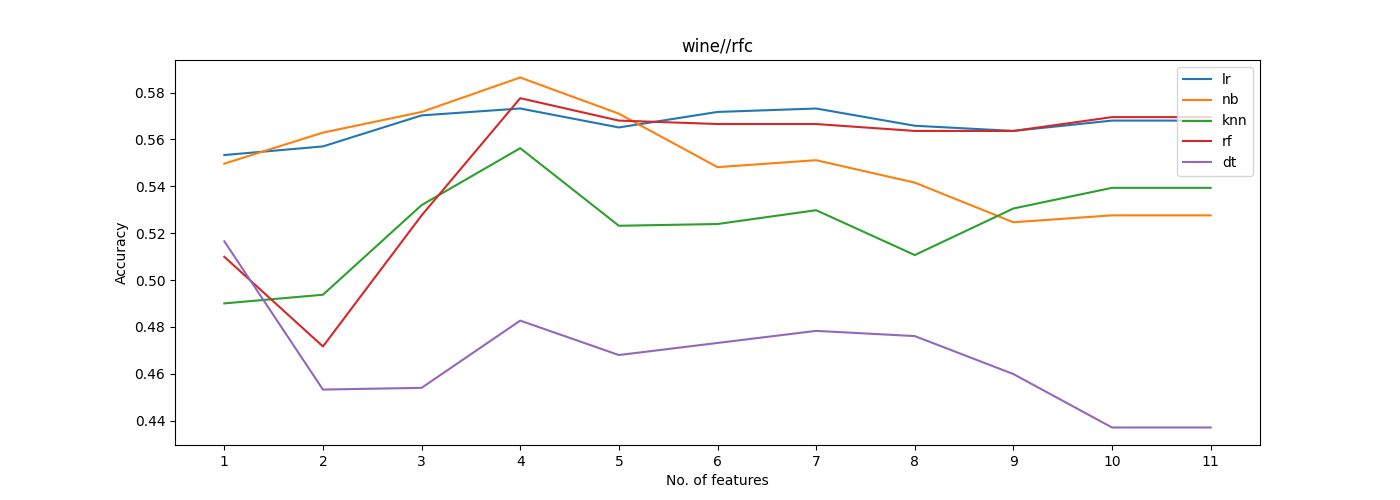 wine//rfc
lr
nb
knn
rf
dt
Accuracy
0.58
0.56
0.54
0.52
0.50
0.48
0.46
0.44
1 2 3 4 5 6 7 8 9 10 11
No. of features